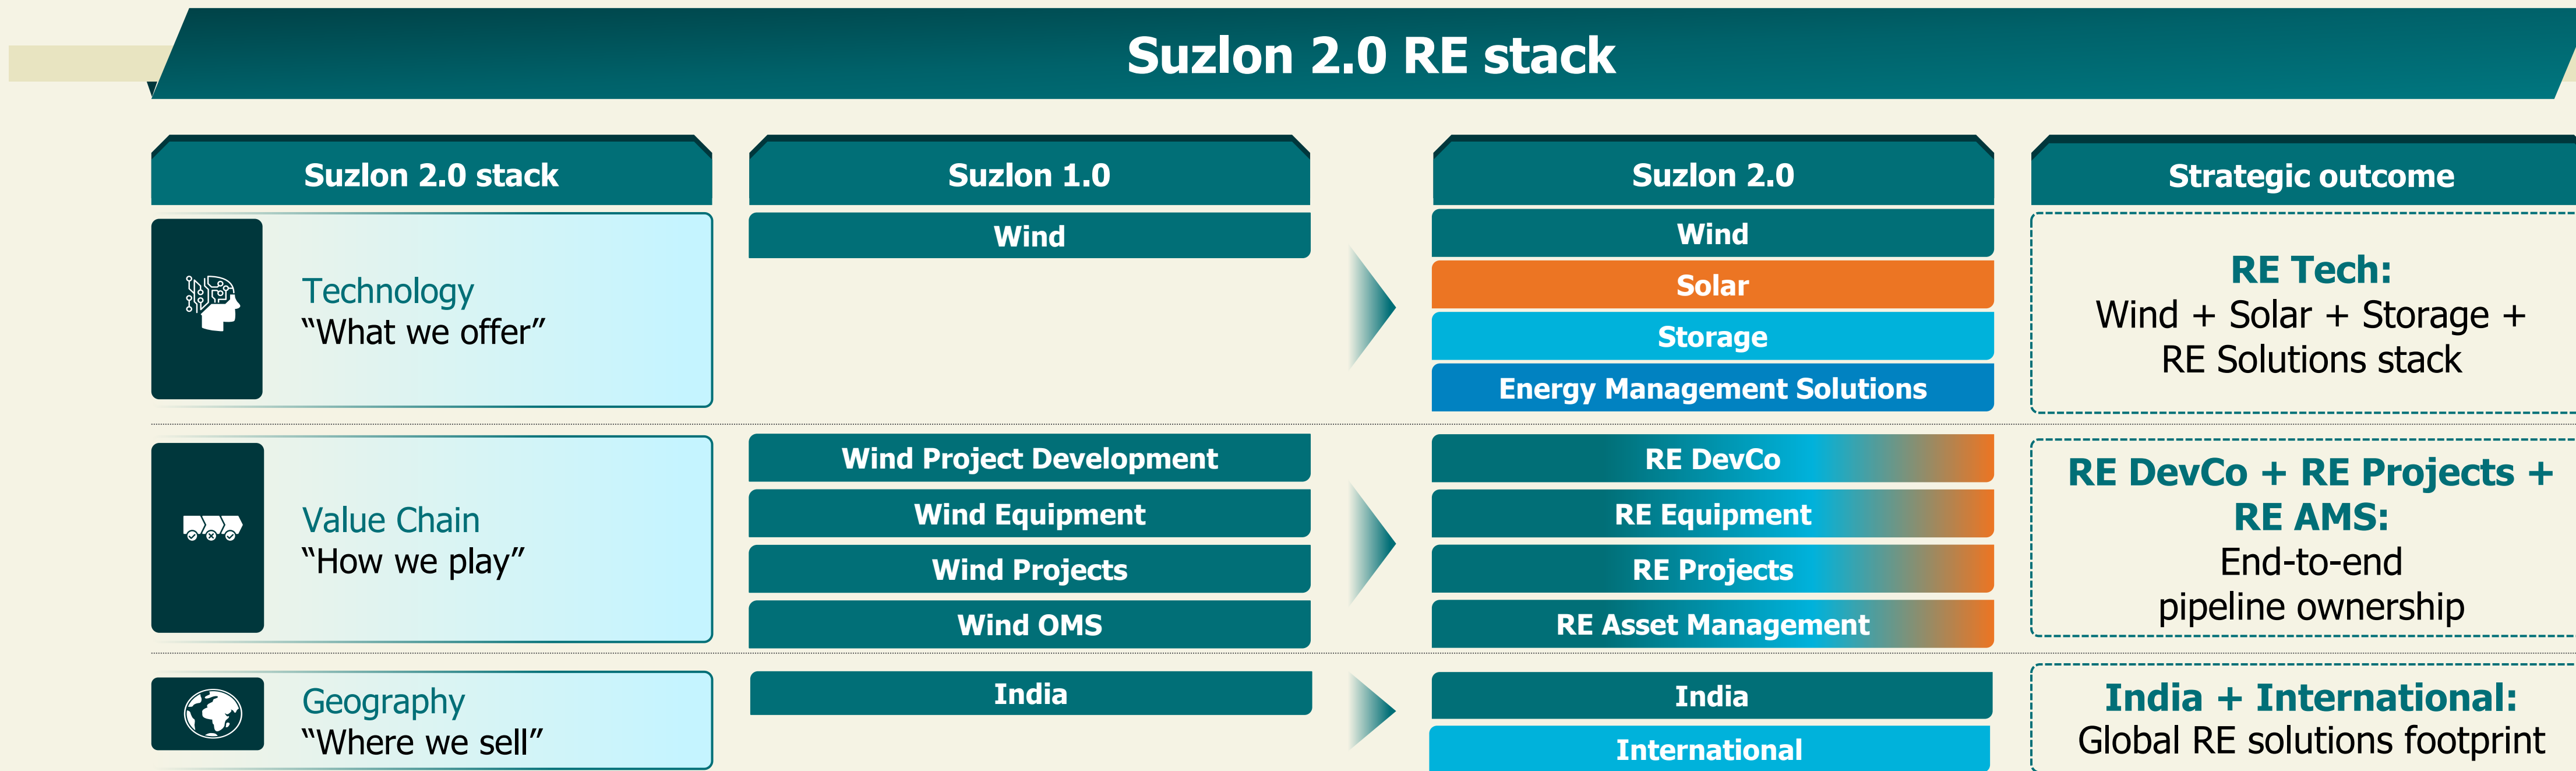 Suzlon 2.0 RE stack
Suzlon 2.0 stack
Suzlon 1.0
Suzlon 2.0
Strategic outcome
Technology
“What we offer”
Wind
Wind
Solar
Storage
Energy Management Solutions
RE Tech:
Wind + Solar + Storage +
RE Solutions stack
Value Chain
“How we play”
Wind Project Development
Wind Equipment
Wind Projects
Wind OMS
RE DevCo
RE Equipment
RE Projects
RE Asset Management
RE DevCo + RE Projects +
RE AMS:
End-to-end
pipeline ownership
Geography
“Where we sell”
India
India
International
India + International:
Global RE solutions footprint